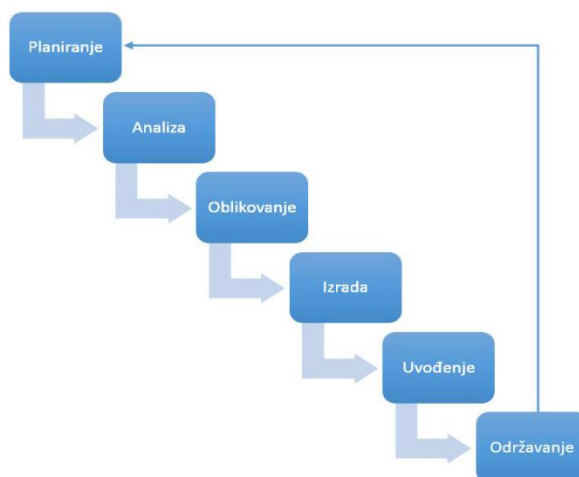 Planiranje
Analiza
Oblikovanje
Izrada
Uvođenje
Održavanje